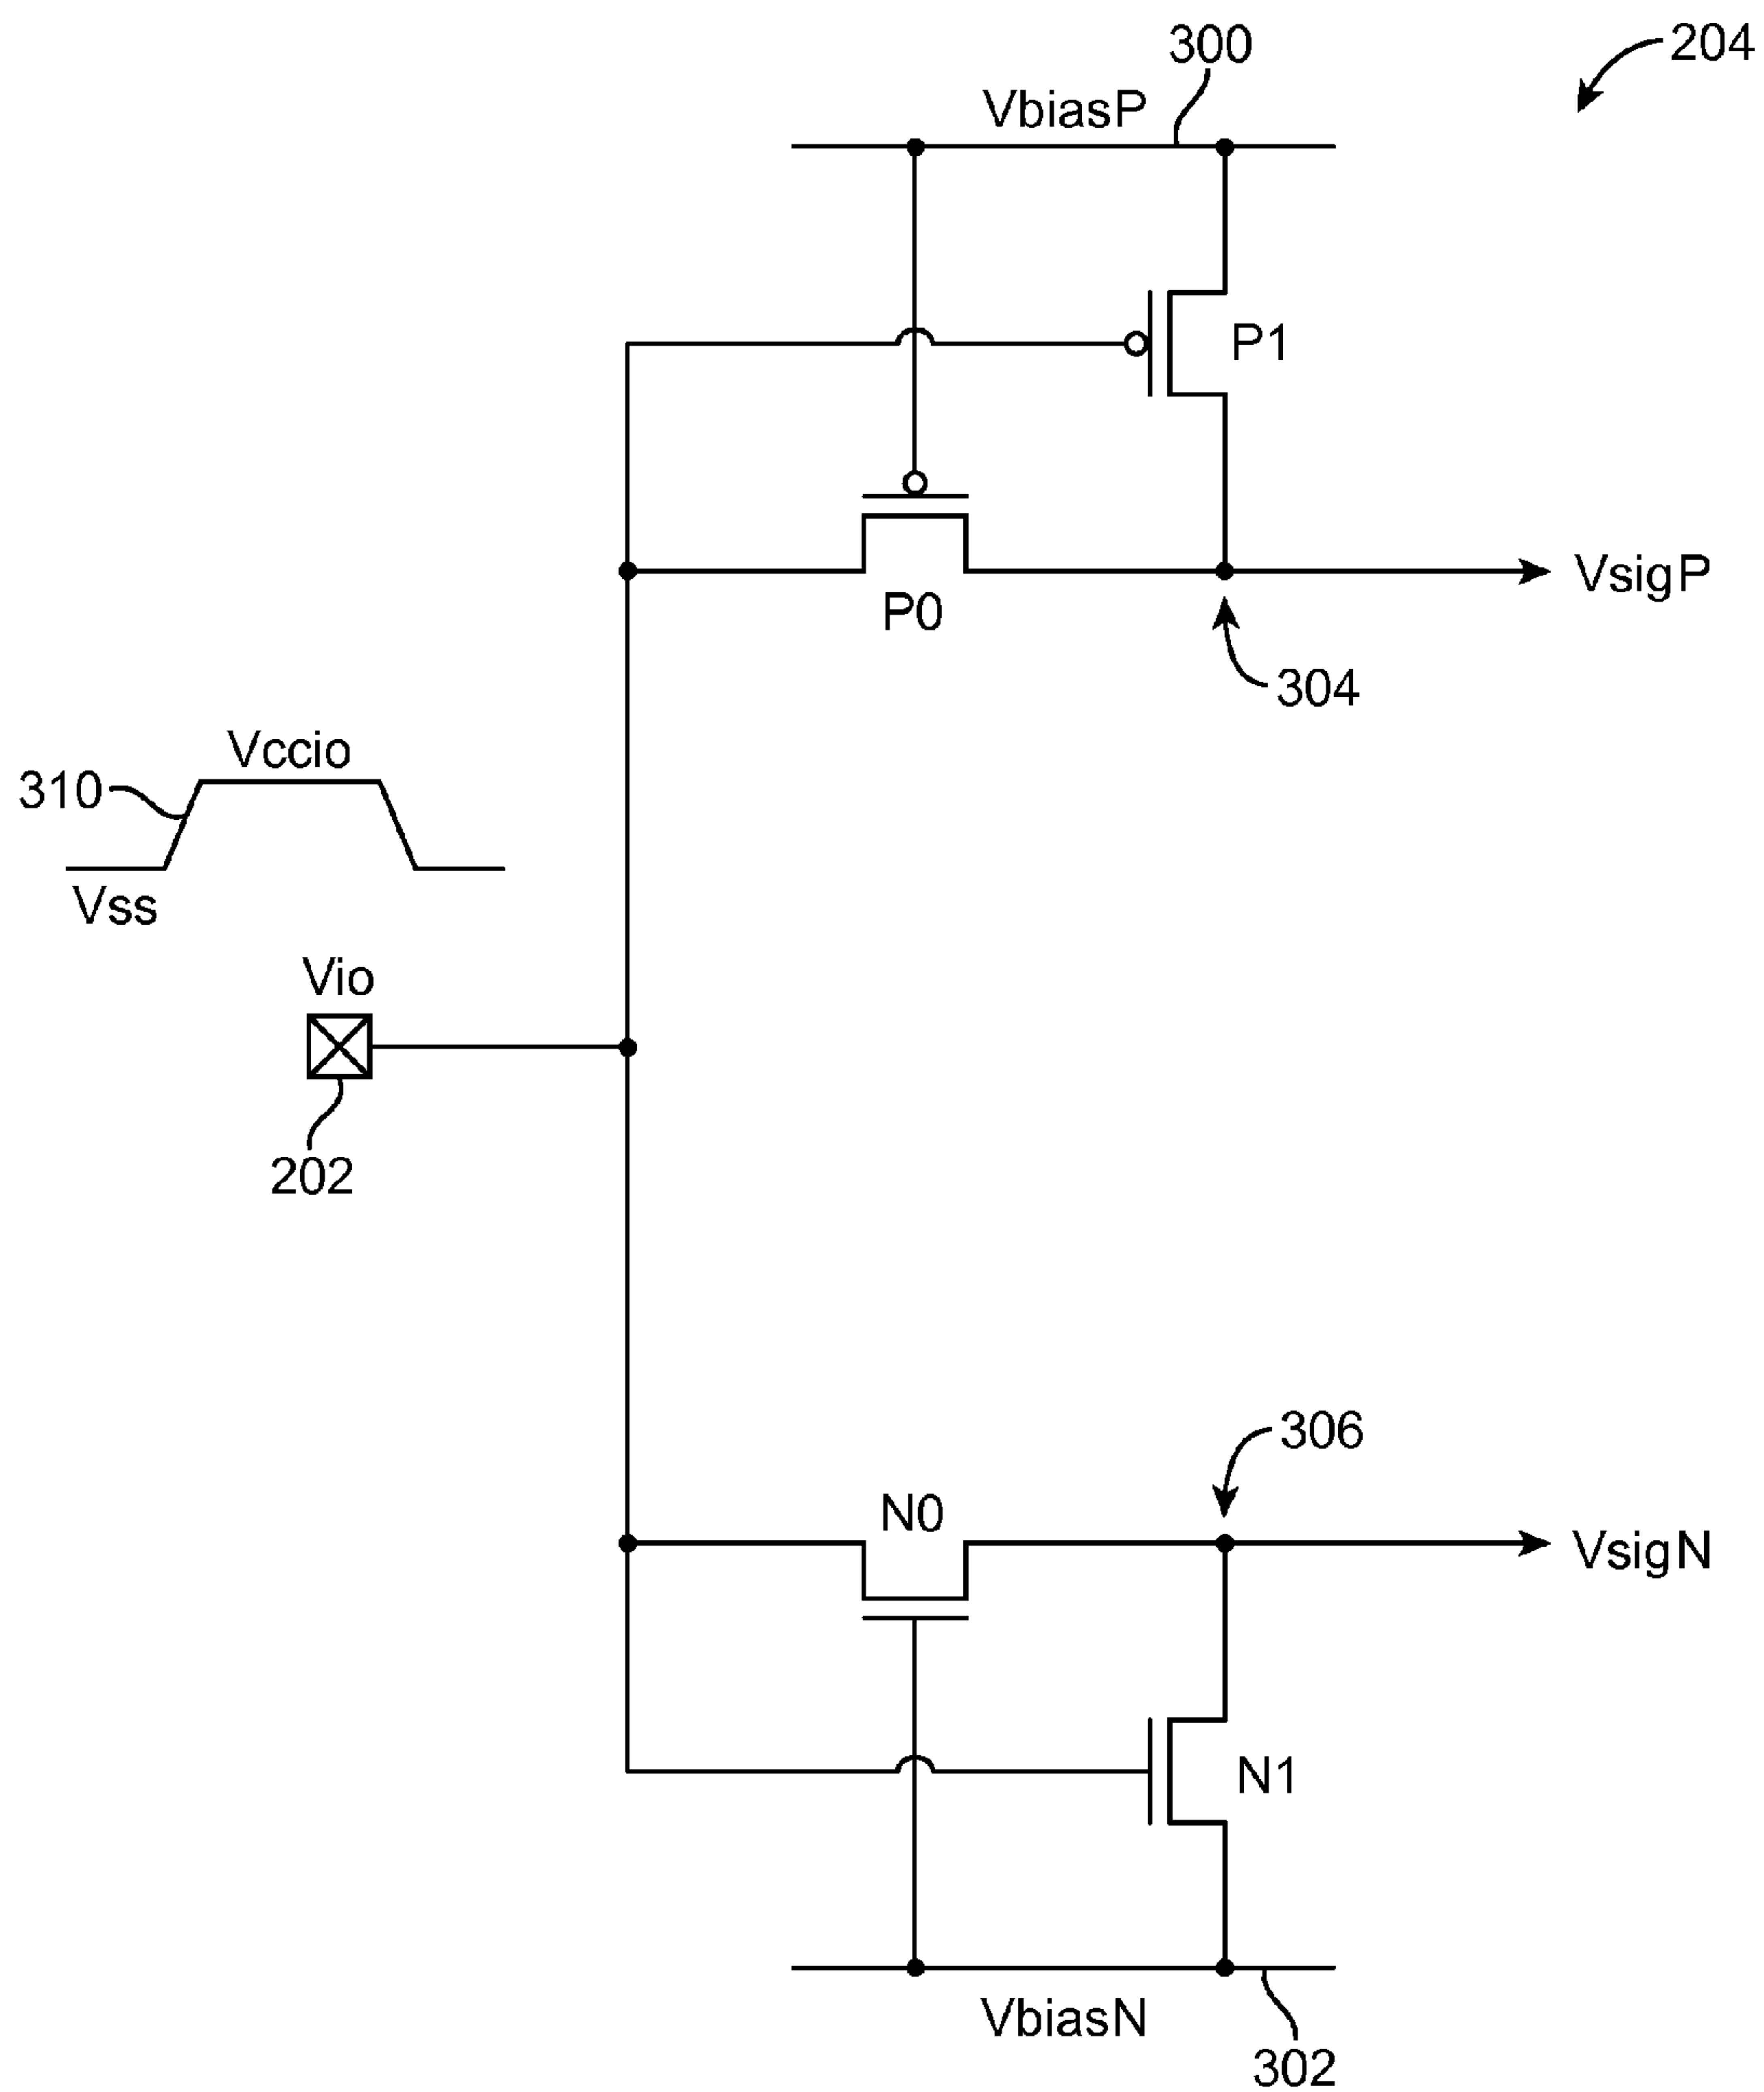 300
204
VbiasP
P1
P0
VsigP
304
Vccio
310
Vss
Vio
202
306
N0
VsigN
N1
VbiasN
302